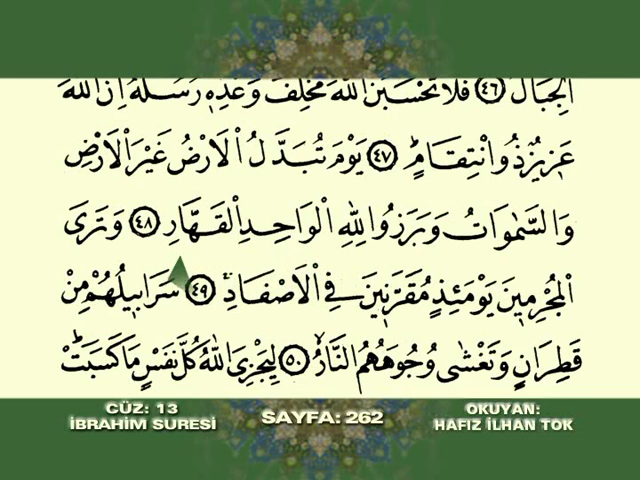 الْجِبَالُ ﴿٤٦﴾ فَلَا تَحْسَبَنَّ اللّٰهَ مُخْلِفَ وَعْدِهٖ رُسُلَهُ اِنَّ اللّٰهَ
عَزٖيزٌ ذُوانْتِقَامٍ ﴿٤٧﴾ يَوْمَ تُبَدَّلُ الْاَرْضُ غَيْرَ الْاَرْضِ
وَالسَّمٰوَاتُ وَبَرَزُوا لِلّٰهِ الْوَاحِدِ الْقَهَّارِ ﴿٤٨﴾ وَتَرَى
الْمُجْرِمٖينَ يَوْمَئِذٍ مُقَرَّنٖينَ فِي الْاَصْفَادِ ﴿٤٩﴾ سَرَابٖيلُهُمْ مِنْ
قَطِرَانٍ وَتَغْشٰى وُجُوهَهُمُ النَّارُ ﴿٥٠﴾ لِيَجْزِيَ اللّٰهُ كُلَّ نَفْسٍ مَا كَسَبَتْ
CÜZ: 13
İBRAHİM SURESİ
SAYFA: 262
OKUYAN:
HAFIZ İLHAN TOK